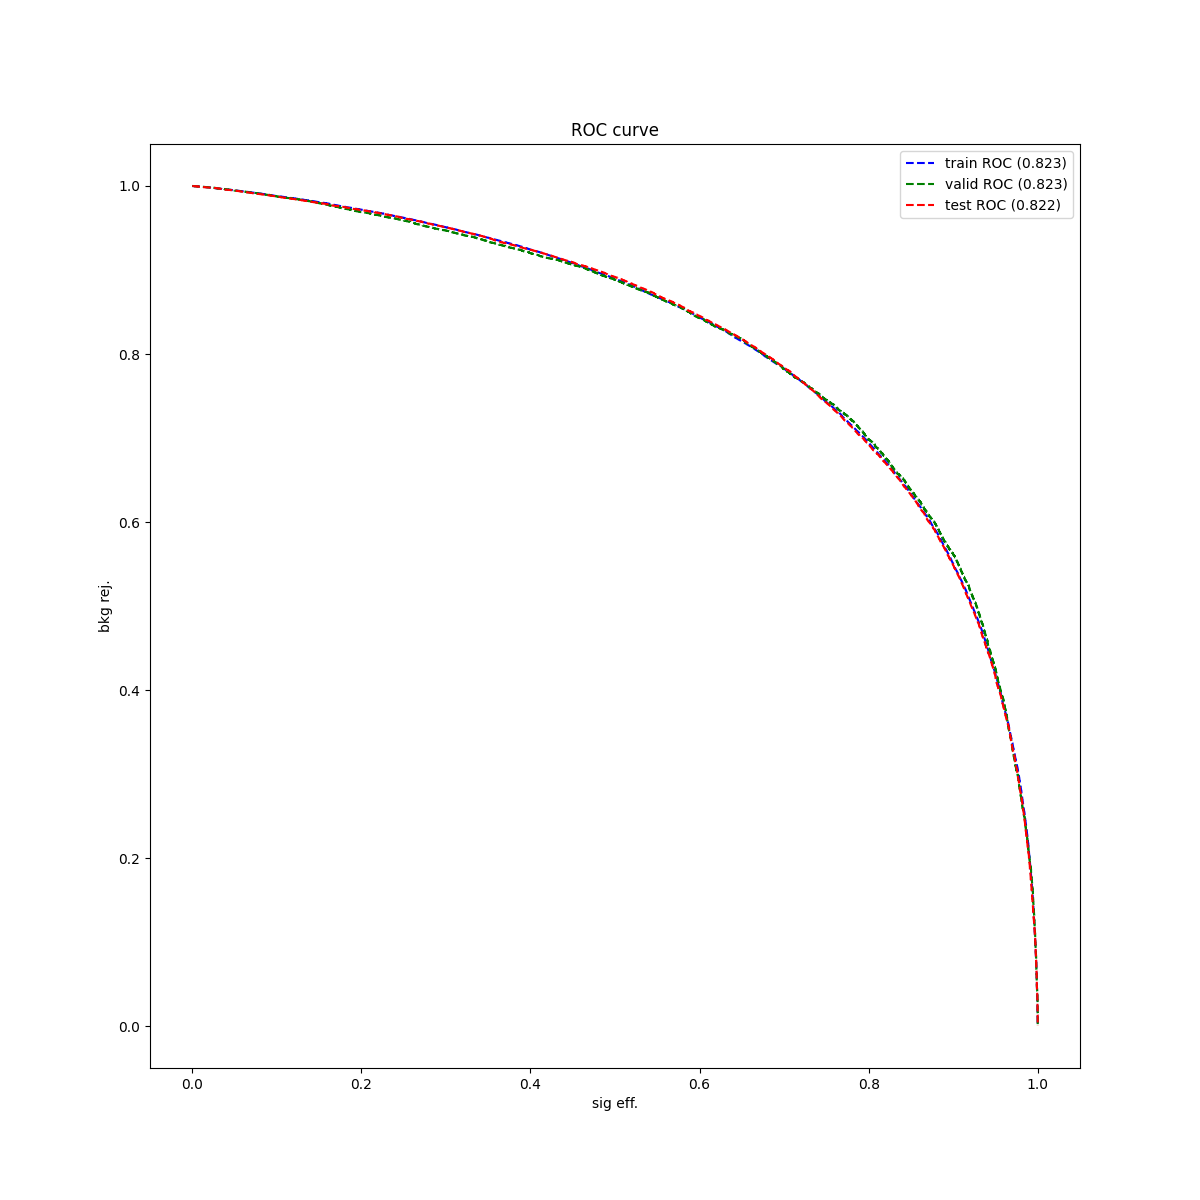 ROC curve
train ROC (0.823)
valid ROC (0.823)
test ROC (0.822)
1.0
0.8
0.6
0.4
0.2
0.0
bkg rej.
0.0 0.2 0.4 0.6 0.8 1.0
sig eff.